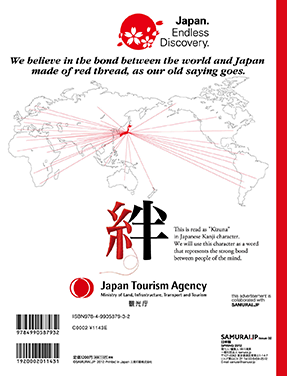 Japan.
Endless
Discovery.
We believe in the bond between the world and Japan
made of red thread, as our old saying goes.
絆
This is read as "Kizuna"
in Japanese Kanji character.
We will use this character as a word
that represents the strong bond
between people of the mind.
Japan Tourism Agency
Ministry of Land, Infrastructure, Transport and Tourism
観光庁
this advertisement is
collaborated with
SAMURAI.JP
ISBN978-4-9905879-3-2
C0002 ¥1143E
9784990587932
1920002011431
SAMURAI.JP